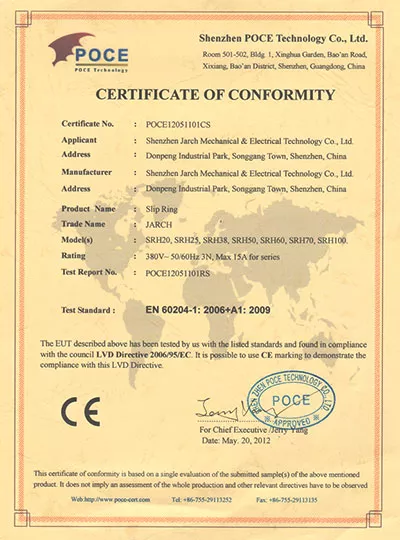 POCE
POCE Technology
Shenzhen POCE Technology Co., Ltd.
Room 501-502, Bldg. 1, Xinghua Garden, Bao'an Road,
Xixiang, Bao'an District, Shenzhen, Guangdong, China
CERTIFICATE OF CONFORMITY
Certificate No. : POCE12051101CS
Applicant : Shenzhen Jarch Mechanical & Electrical Technology Co., Ltd.
Address : Donpeng Industrial Park, Songgang Town, Shenzhen, China
Manufacturer : Shenzhen Jarch Mechanical & Electrical Technology Co., Ltd.
Address : Donpeng Industrial Park, Songgang Town, Shenzhen, China
Product Name : Slip Ring
Trade Name : JARCH
Model(s) : SRH20, SRH25, SRH38, SRH50, SRH60, SRH70, SRH100.
Rating : 380V~ 50/60Hz 3N, Max 15A for series
Test Report No. : POCE12051101RS
Test Standard : EN 60204-1: 2006+A1: 2009
The EUT described above has been tested by us with the listed standards and found in compliance
with the council LVD Directive 2006/95/EC. It is possible to use CE marking to demonstrate the
compliance with this LVD Directive.
CE
SHEN ZHEN POCE TECHNOLOGY CO., LTD
POCE
APPROVED
For Chief Executive /Jerry Yang
Date: May. 20, 2012
This certificate of conformity is based on a single evaluation of the submitted sample(s) of the above mentioned
product. It does not imply an assessment of the whole production and other relevant directives have to be observed
Web:http://www.poce-cert.com Tel: +86-755-29113252 Fax: +86-755-29113135